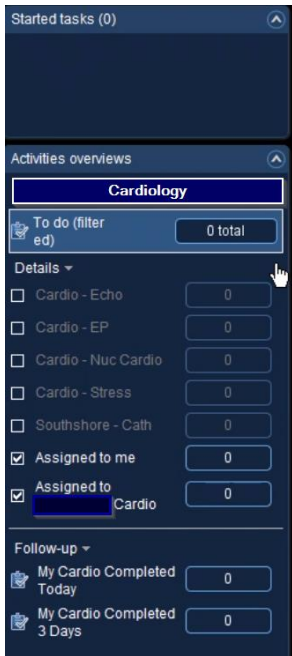 Started tasks (0)
Activities overviews
Cardiology
To do (filter
ed)
0 total
Details
Cardio - Echo
0
Cardio - EP
0
Cardio - Nuc Cardio
0
Cardio - Stress
0
Southshore - Cath
0
Assigned to me
0
Assigned to
Cardio
0
Follow-up
My Cardio Completed
Today
0
My Cardio Completed
3 Days
0